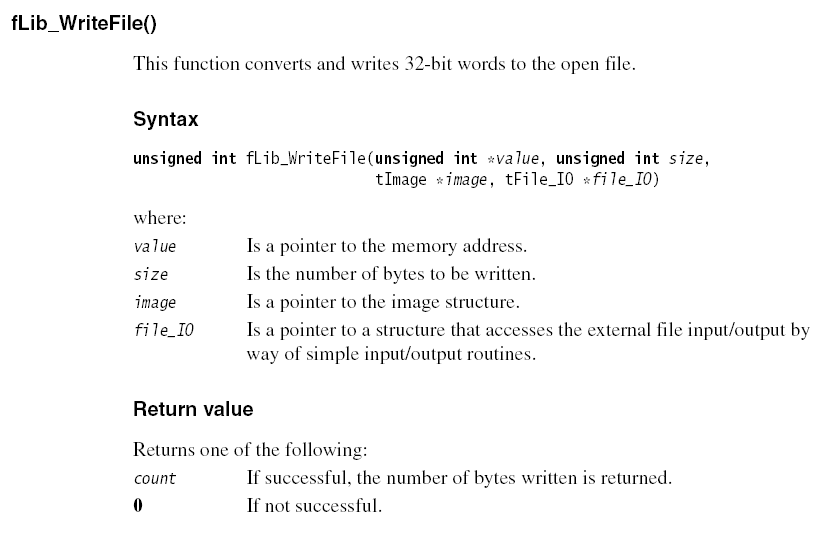 fLib_WriteFile()
This function converts and writes 32-bit words to the open file.
Syntax
unsigned int fLib_WriteFile(unsigned int *value, unsigned int size,
tImage *image, tFile_IO *file_IO)
where:
value Is a pointer to the memory address.
size Is the number of bytes to be written.
image Is a pointer to the image structure.
file_IO Is a pointer to a structure that accesses the external file input/output by
way of simple input/output routines.
Return value
Returns one of the following:
count If successful, the number of bytes written is returned.
0 If not successful.